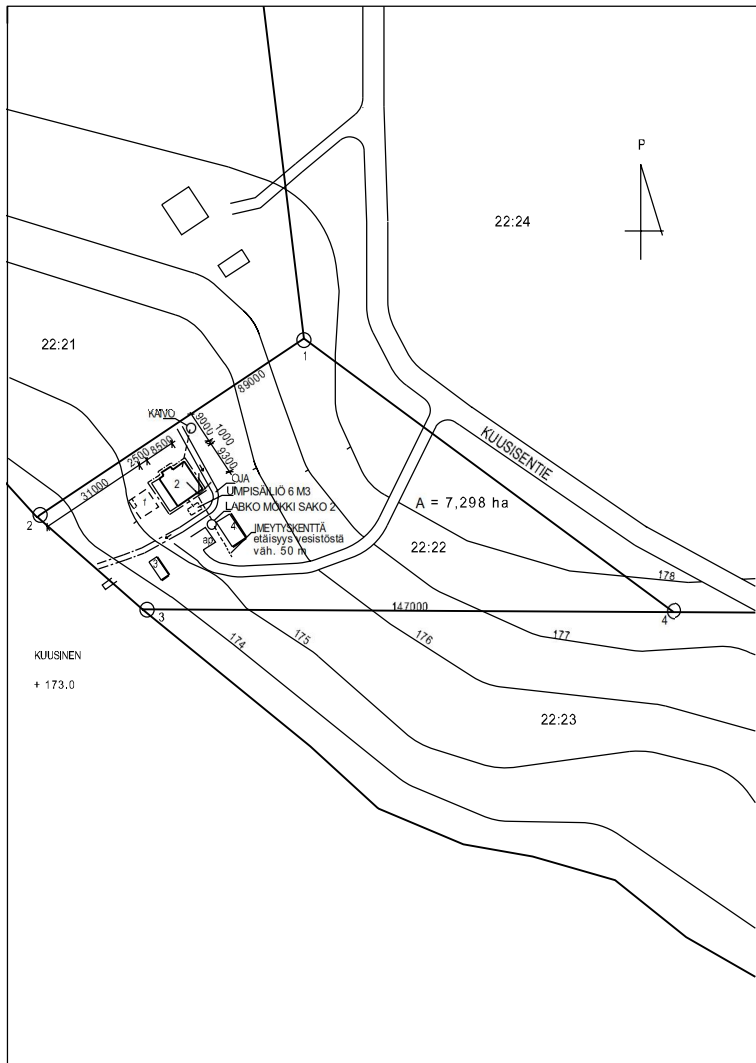 P
22:24
22:21
1
89000
KAIVO
9000
1000
9300
2500
8500
KUUSISENTIE
31000
OJA
2
UMPISÄILIÖ 6 M3
LABKO MÖKKI SAKO 2
A = 7,298 ha
2
4
IMEYTYSKENTTÄ
etäisyys vesistöstä
väh. 50 m
ap
22:22
3
178
147000
3
4
174
175
176
177
KUUSINEN
+ 173.0
22:23